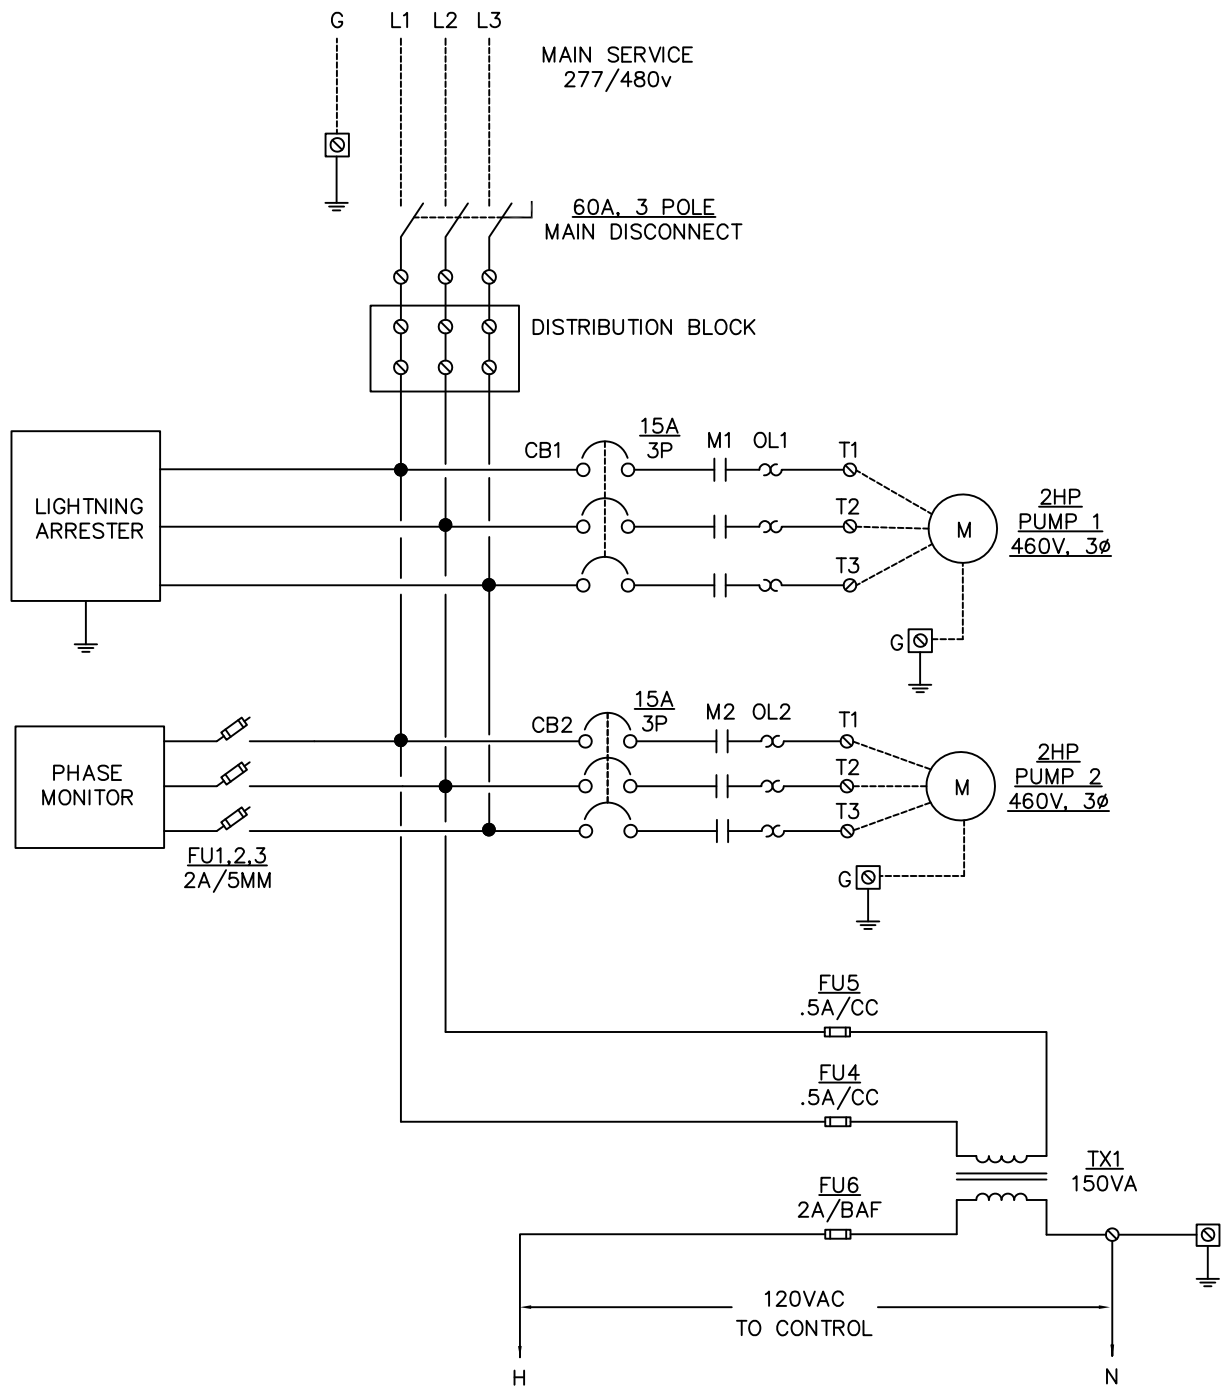 G L1 L2 L3
MAIN SERVICE
277/480v
60A, 3 POLE
MAIN DISCONNECT
DISTRIBUTION BLOCK
LIGHTNING
ARRESTER
CB1
15A
3P
M1
OL1
T1
T2
T3
M
2HP
PUMP 1
460V, 3ø
G
PHASE
MONITOR
FU1,2,3
2A/5MM
CB2
15A
3P
M2
OL2
T1
T2
T3
M
2HP
PUMP 2
460V, 3ø
G
FU5
.5A/CC
FU4
.5A/CC
TX1
150VA
FU6
2A/BAF
120VAC
TO CONTROL
H
N